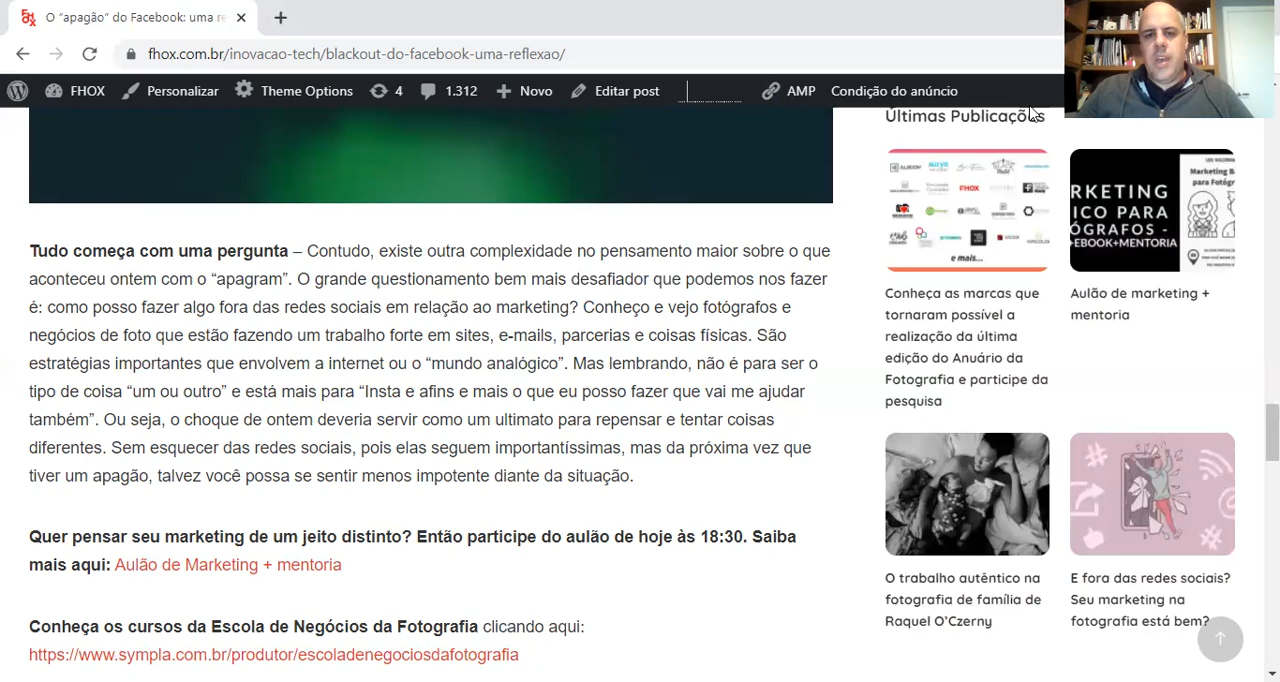 O “apagão” do Facebook: uma re
fhox.com.br/inovacao-tech/blackout-do-facebook-uma-reflexao/
FHOX Personalizar Theme Options 4 1.312 Novo Editar post AMP Condição do anúncio
Tudo começa com uma pergunta – Contudo, existe outra compexidade no pensamento maior sobre o que
aconteceu ontem com o “apagram”. O grande questionamento bem mais desafiador que podemos nos fazer
é: como posso fazer algo fora das redes sociais em relação ao marketing? Conheço e vejo fotógrafos e
negócios de foto que estão fazendo um trabalho forte em sites, e-mails, parcerias e coisas físicas. São
estratégias importantes que envolvem a internet ou o “mundo analógico”. Mas lembrando, não é para ser o
tipo de coisa “um ou outro” e está mais para “Insta e afins e mais o que eu posso fazer que vai me ajudar
também”. Ou seja, o choque de ontem deveria servir como um ultimato para repensar e tentar coisas
diferentes. Sem esquecer das redes sociais, pois elas seguem importantíssimas, mas da próxima vez que
tiver um apagão, talvez você possa se sentir menos impotente diante da situação.
Quer pensar seu marketing de um jeito distinto? Então participe do aulão de hoje às 18:30. Saiba
mais aqui: Aulão de Marketing + mentoria
Conheça os cursos da Escola de Negócios da Fotografia clicando aqui:
https://www.sympla.com.br/produtor/escoladenegociosdafotografia
Últimas Publicações
FHOX
e mais...
Conheça as marcas que
tornaram possível a
realização da última
edição do Anuário da
Fotografia e participe da
pesquisa
RKETING
ICO PARA
ÓGRAFOS -
+EBOOK+MENTORIA
Marketing B
para Fotógr
Aulão de marketing +
mentoria
O trabalho autêntico na
fotografia de família de
Raquel O’Czerny
E fora das redes sociais?
Seu marketing na
fotografia está bem?